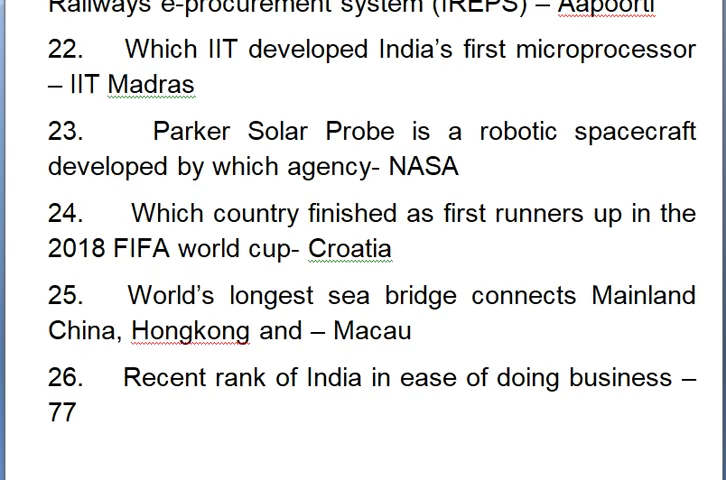 Railways e-procurement system (IREPS) – Aapoorti
22. Which IIT developed India’s first microprocessor
– IIT Madras
23. Parker Solar Probe is a robotic spacecraft
developed by which agency- NASA
24. Which country finished as first runners up in the
2018 FIFA world cup- Croatia
25. World’s longest sea bridge connects Mainland
China, Hongkong and – Macau
26. Recent rank of India in ease of doing business –
77